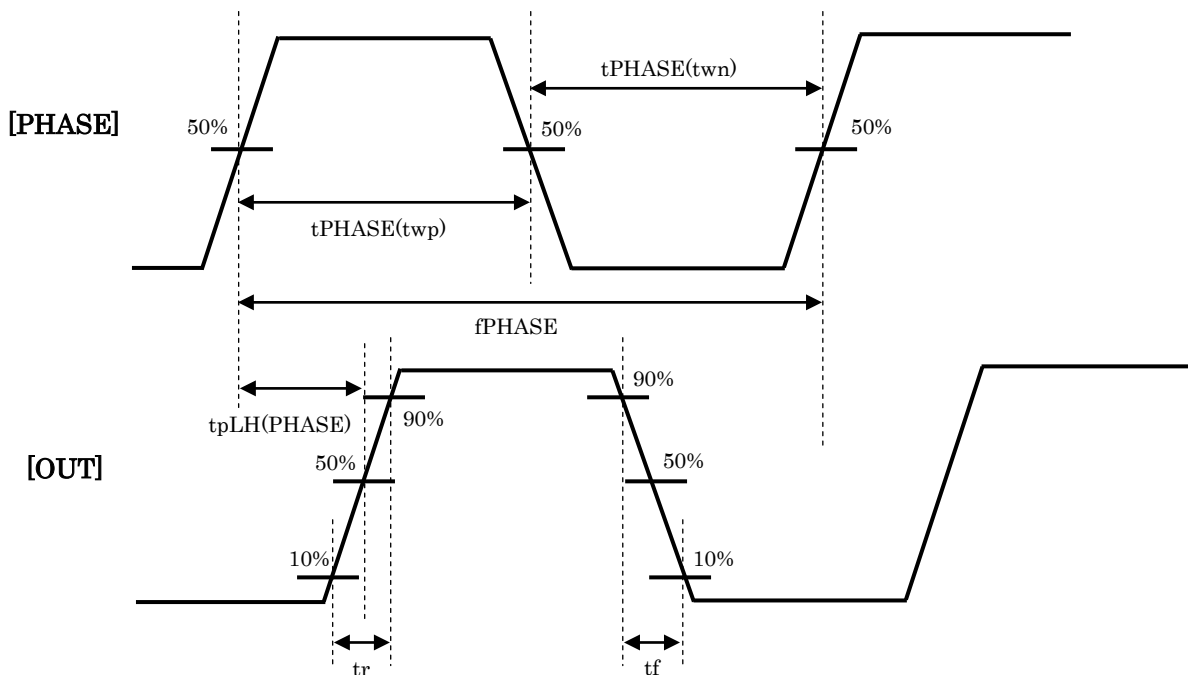 tPHASE(twn)
[PHASE]
50%
50%
50%
tPHASE(twp)
fPHASE
90%
tpLH(PHASE)
90%
[OUT]
50%
50%
10%
10%
tr
tf